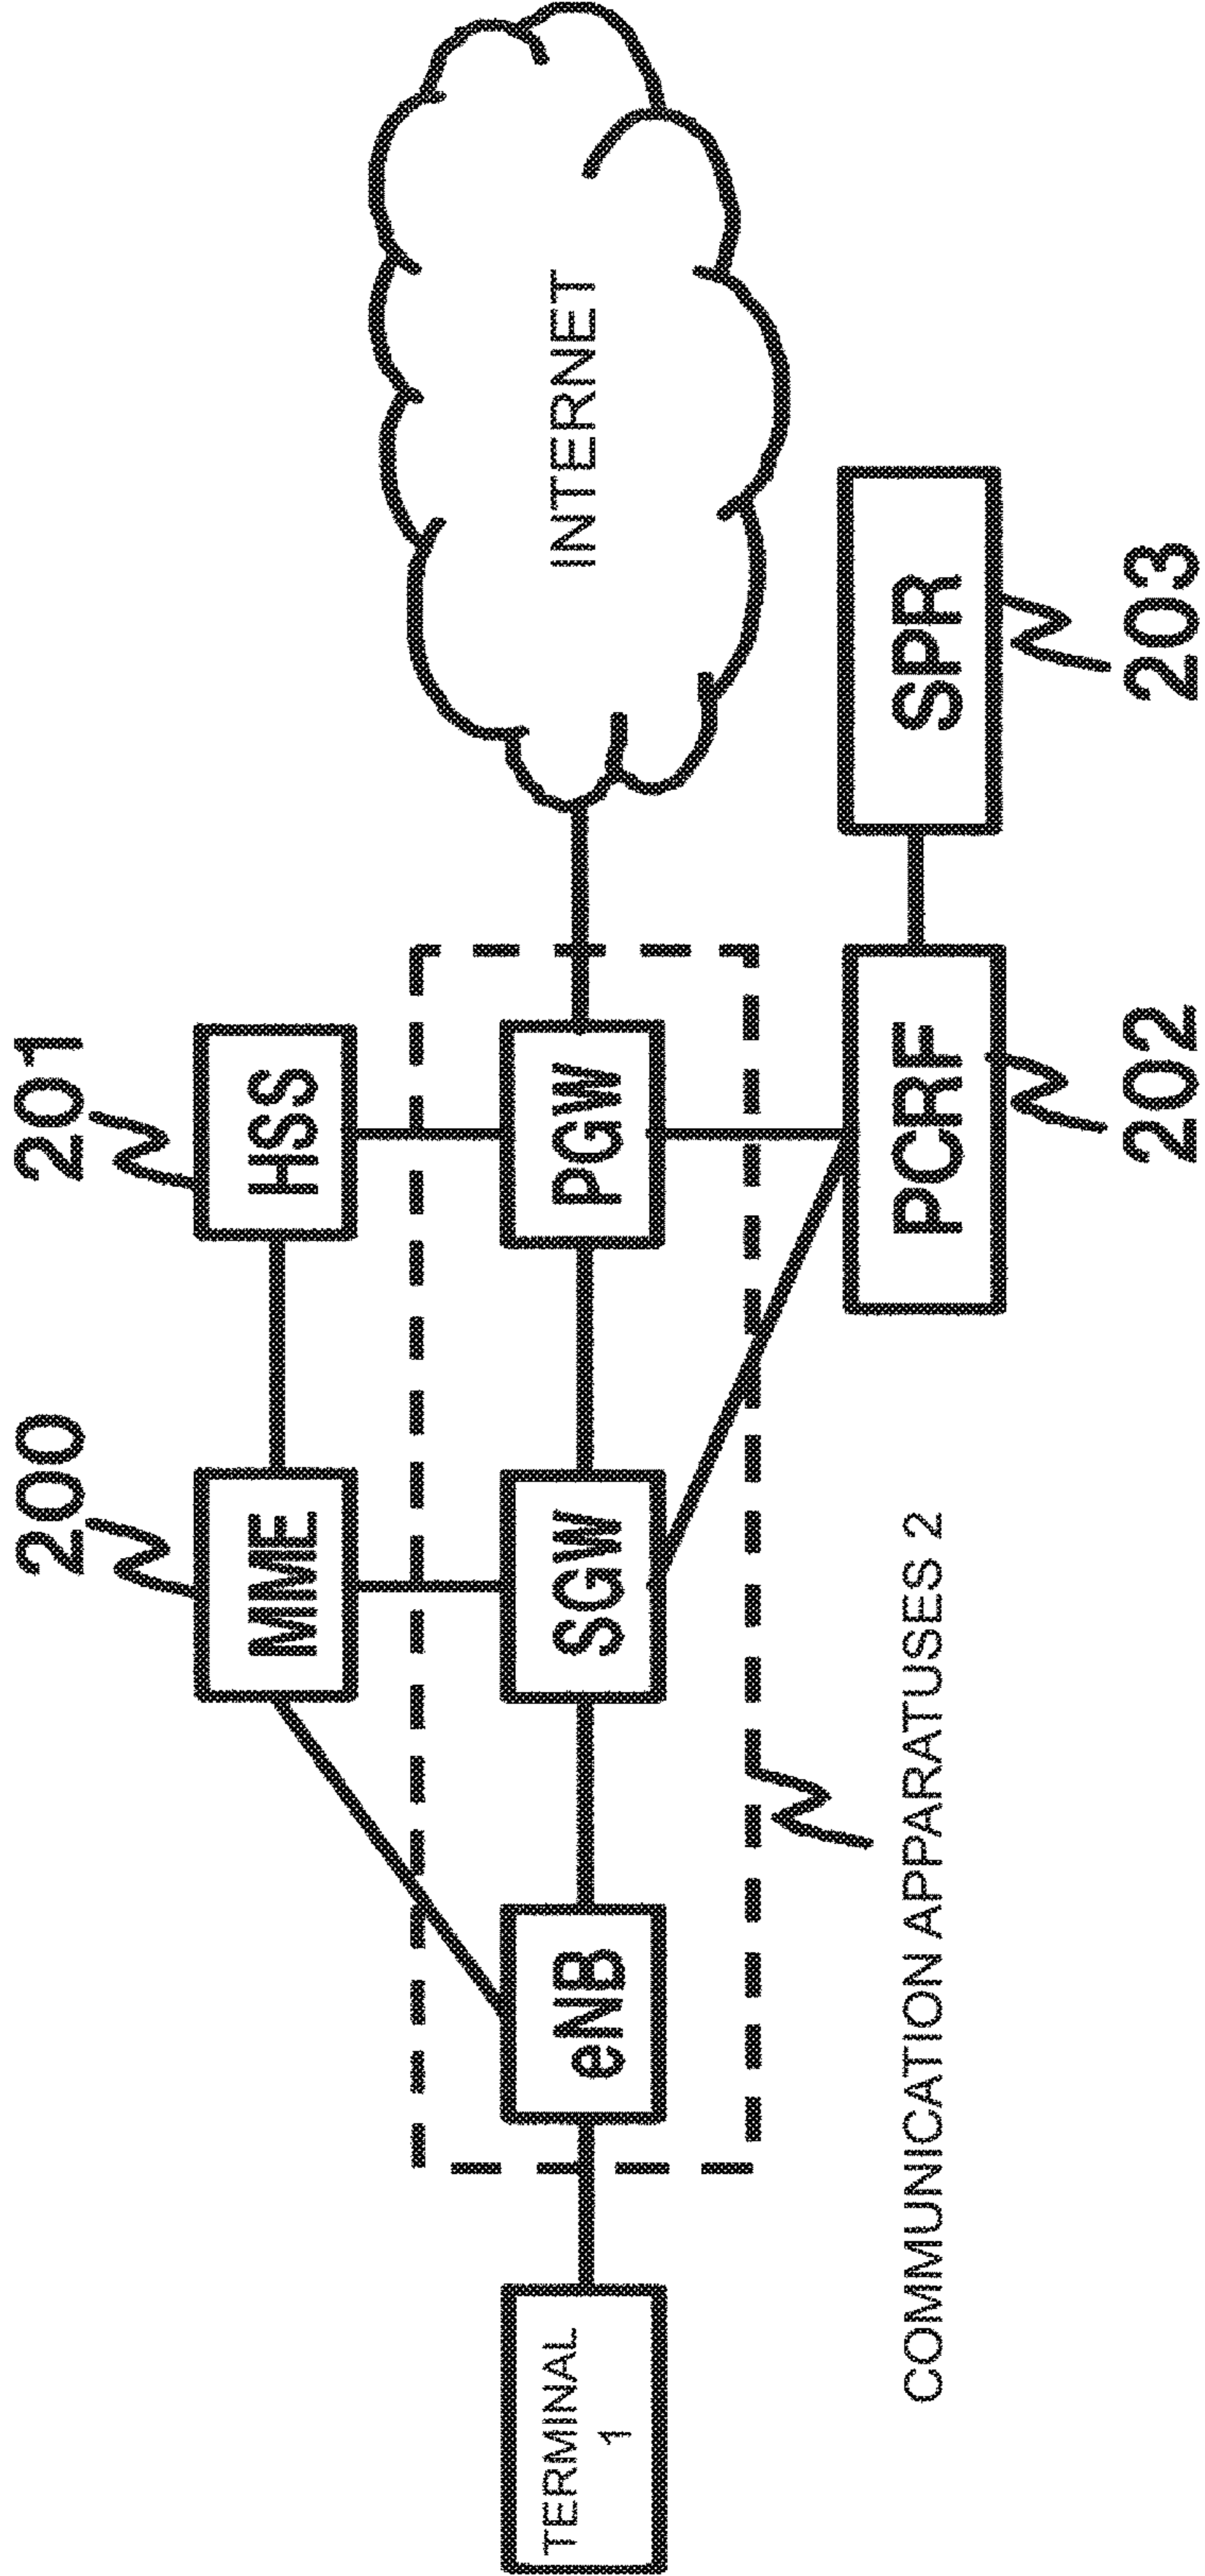 200
201
MME
HSS
INTERNET
TERMINAL
1
eNB
SGW
PGW
PCRF
SPR
COMMUNICATION APPARATUSES 2
202
203